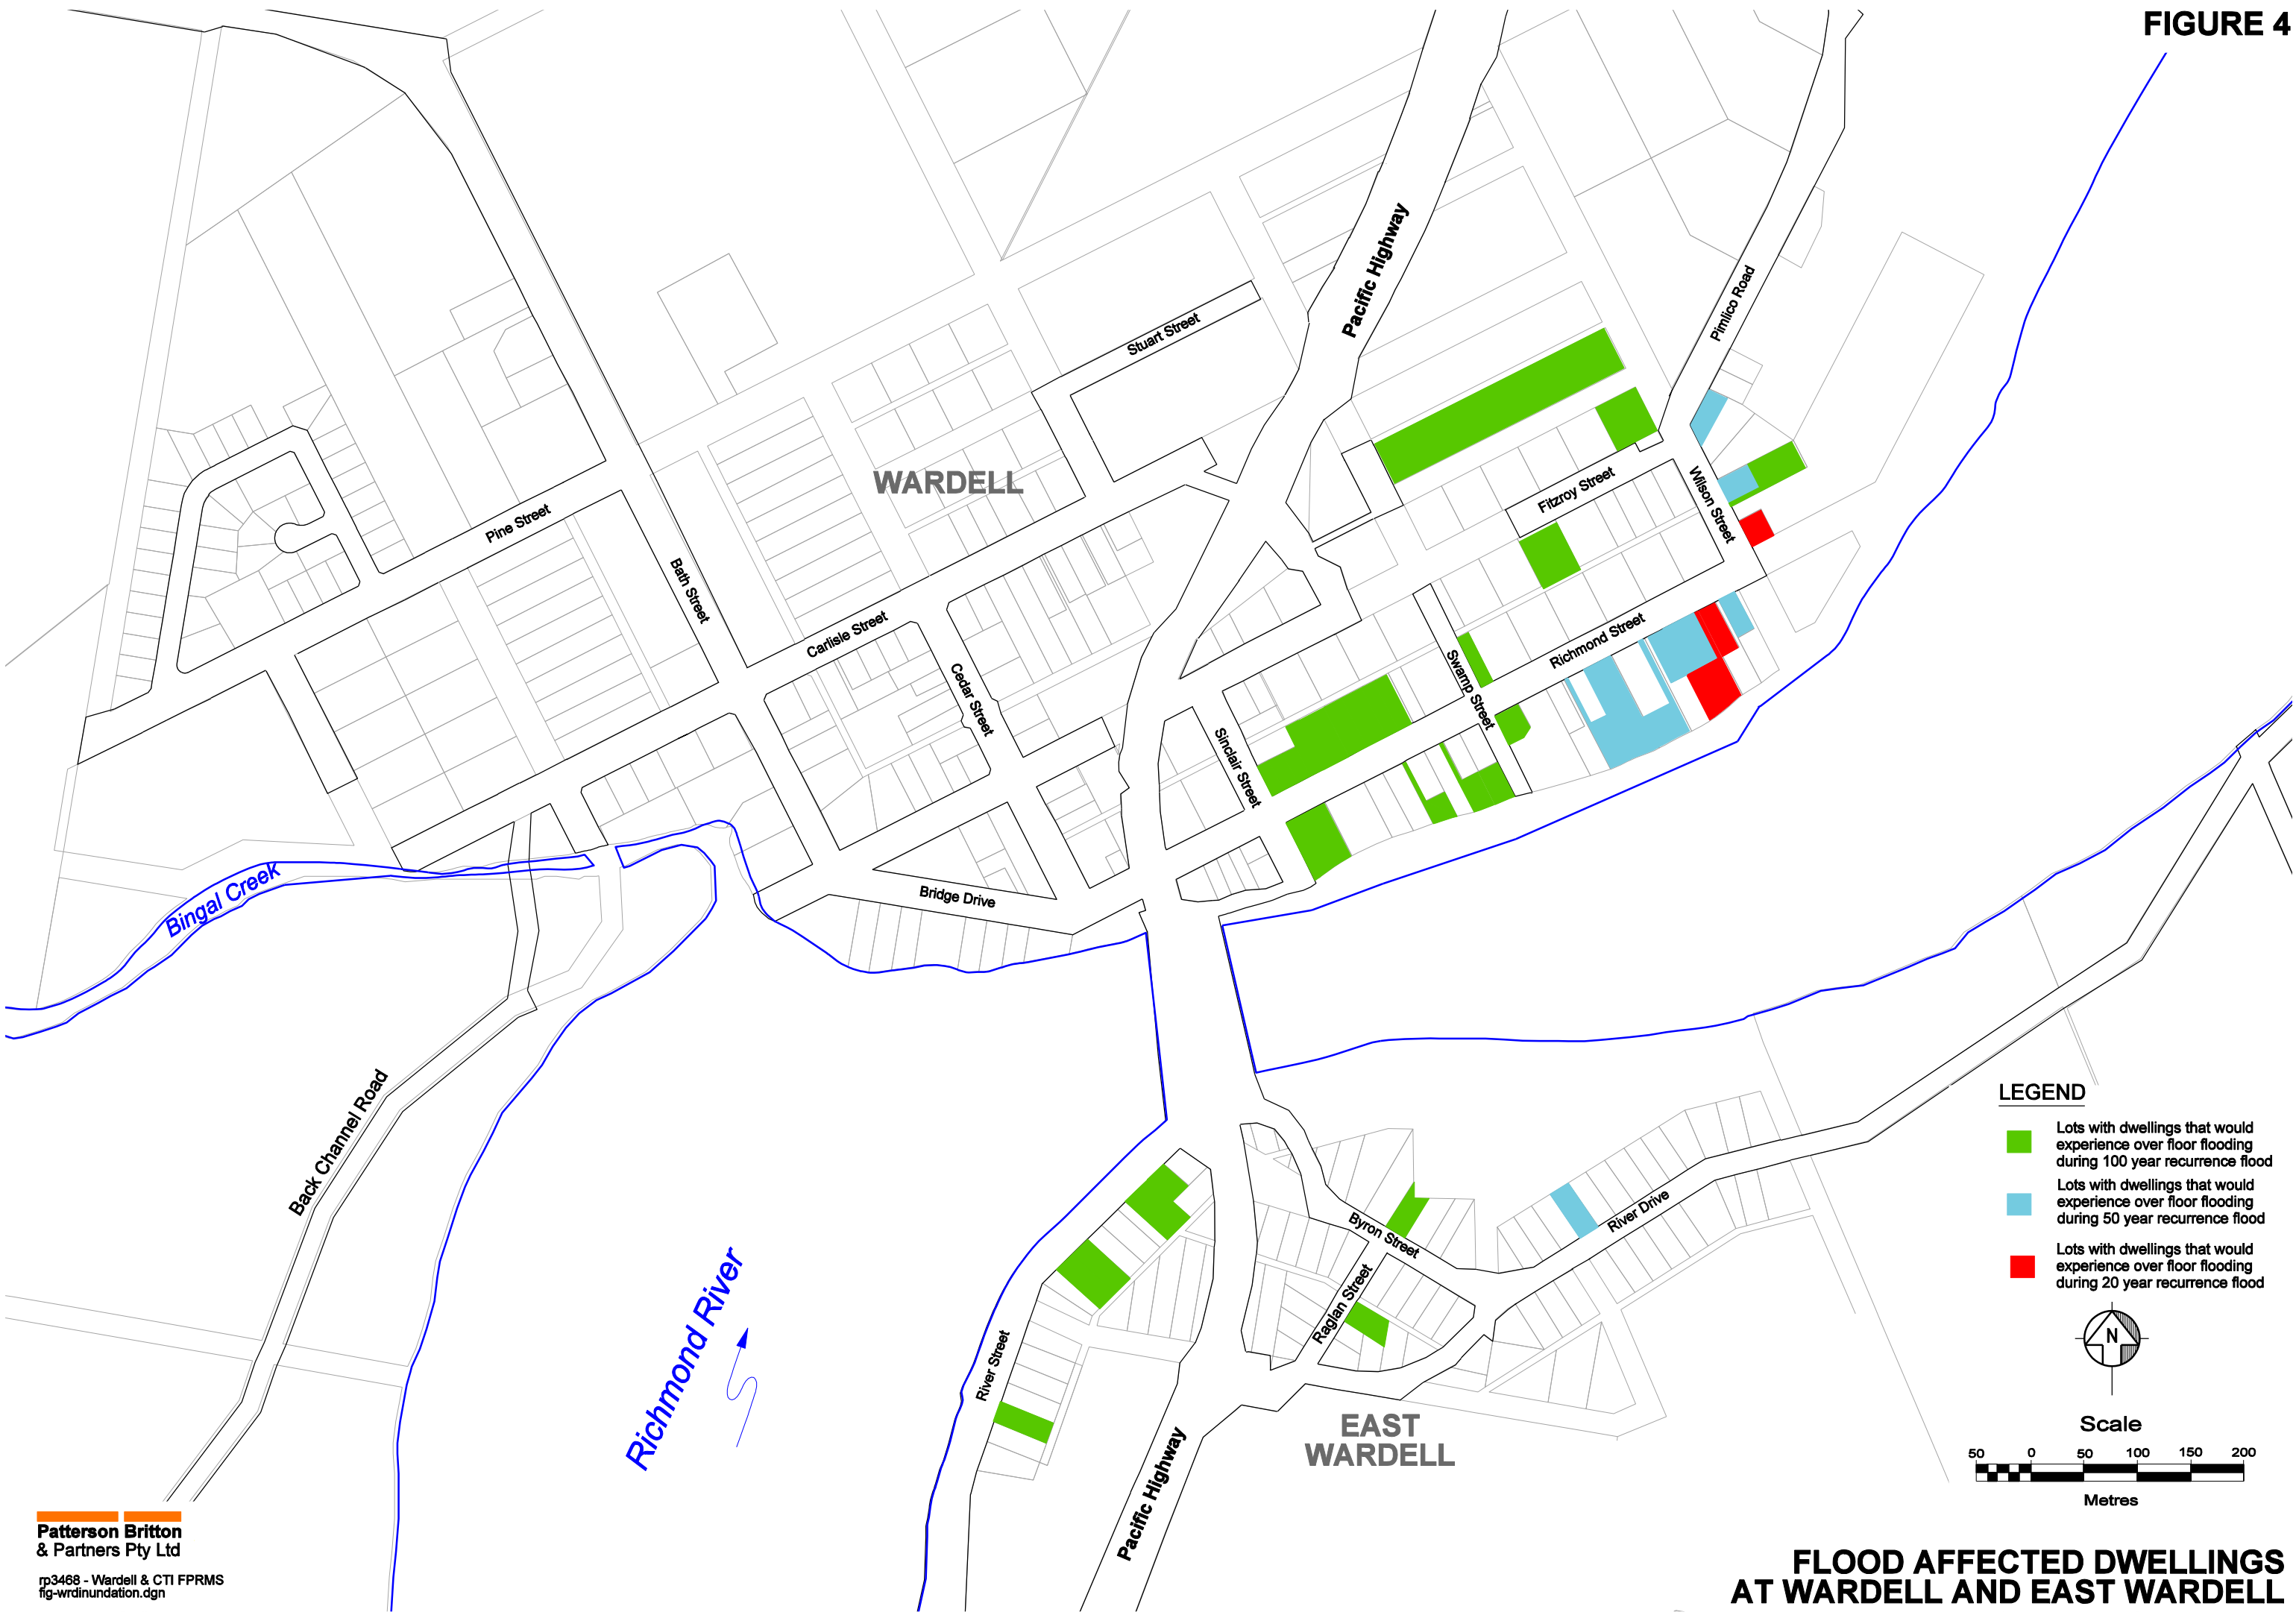 FIGURE 4
Pacific Highway
Pimlico Road
Stuart Street
WARDELL
Fitzroy Street
Wilson Street
Pine Street
Bath Street
Carlisle Street
Cedar Street
Swamp Street
Richmond Street
Sinclair Street
Bridge Drive
Bingal Creek
Back Channel Road
Richmond River
River Street
Byron Street
Raglan Street
River Drive
Pacific Highway
EAST
WARDELL
LEGEND
Lots with dwellings that would
experience over floor flooding
during 100 year recurrence flood
Lots with dwellings that would
experience over floor flooding
during 50 year recurrence flood
Lots with dwellings that would
experience over floor flooding
during 20 year recurrence flood
N
Scale
50 0 50 100 150 200
Metres
Patterson Britton
& Partners Pty Ltd
rp3468 - Wardell & CTI FPRMS
fig-wrdinundation.dgn
FLOOD AFFECTED DWELLINGS
AT WARDELL AND EAST WARDELL